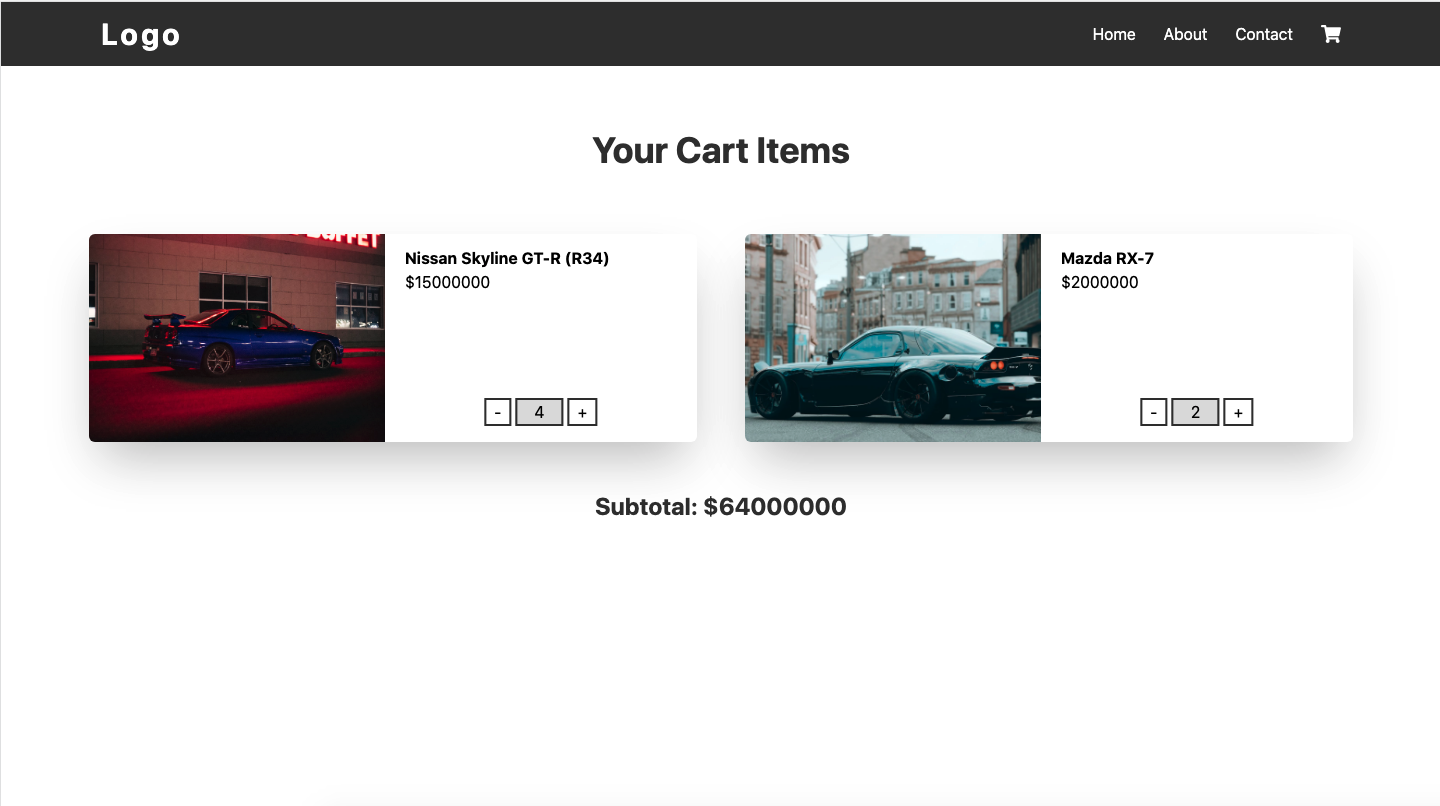 Logo
Home About Contact
Your Cart Items
BUFFET
Nissan Skyline GT-R (R34)
$15000000
- 4 +
Mazda RX-7
$2000000
- 2 +
Subtotal: $64000000